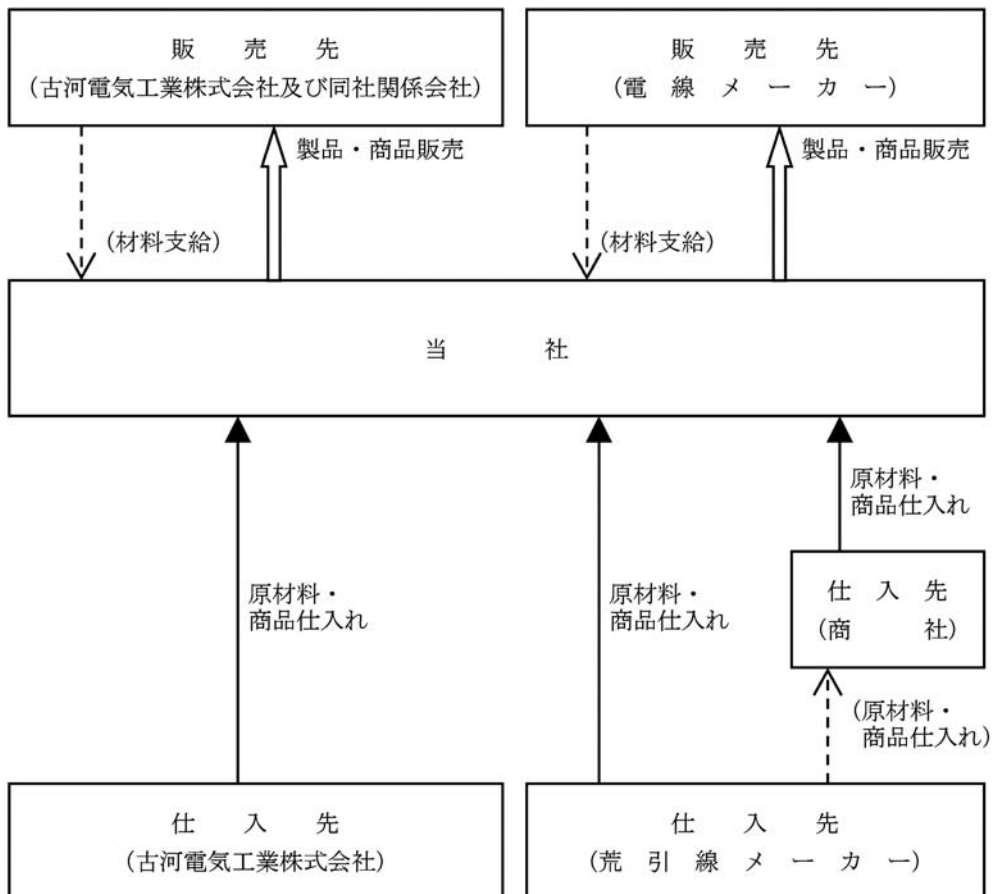 販売先
(古河電気工業株式会社及び同社関係会社)
販売先
(電線メーカー)
製品・商品販売
製品・商品販売
(材料支給)
(材料支給)
当社
原材料・
商品仕入れ
原材料・
商品仕入れ
原材料・
商品仕入れ
仕入先
(商社)
(原材料・
商品仕入れ)
仕入先
(古河電気工業株式会社)
仕入先
(荒引線メーカー)